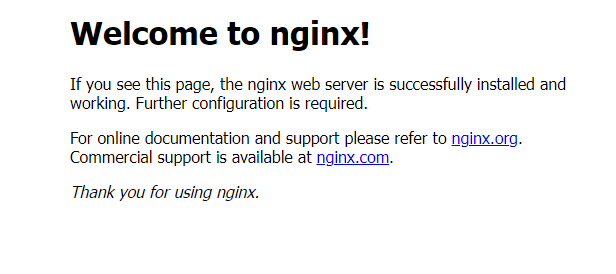 Welcome to nginx!
If you see this page, the nginx web server is successfully installed and
working. Further configuration is required.
For online documentation and support please refer to nginx.org.
Commercial support is available at nginx.com.
Thank you for using nginx.